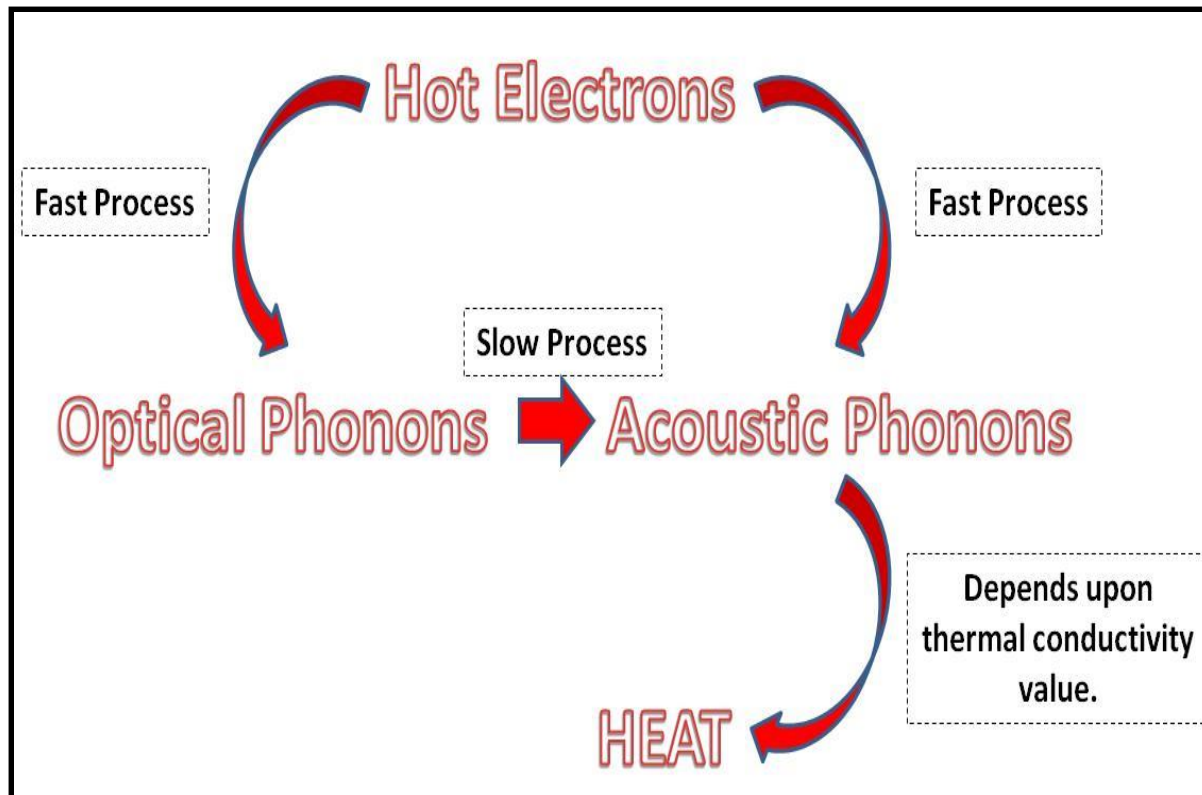 Hot Electrons
Fast Process
Fast Process
Slow Process
Optical Phonons
Acoustic Phonons
Depends upon
thermal conductivity
value.
HEAT